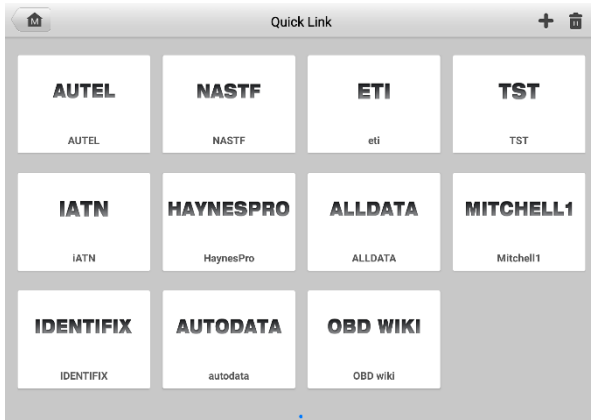 M
Quick Link
AUTEL
NASTF
ETI
TST
AUTEL
NASTF
eti
TST
IATN
HAYNESPRO
ALLDATA
MITCHELL1
iATN
HaynesPro
ALLDATA
Mitchell1
IDENTIFIX
AUTODATA
OBD WIKI
IDENTIFIX
autodata
OBD wiki